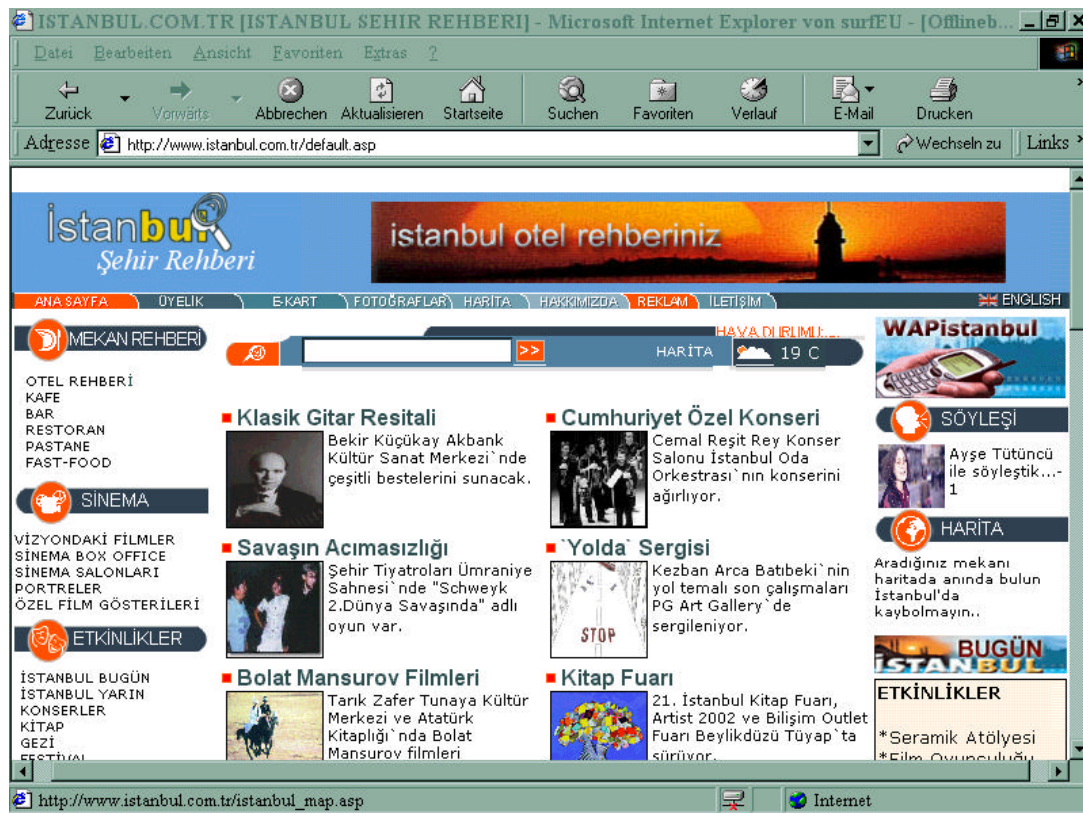 ISTANBUL.COM.TR [ISTANBUL SEHIR REHBERI] - Microsoft Internet Explorer von surfEU - [Offlineb...
Datei Bearbeiten Ansicht Favoriten Extras ?
Zurück Vorwärts Abbrechen Aktualisieren Startseite Suchen Favoriten Verlauf E-Mail Drucken
Adresse http://www.istanbul.com.tr/default.asp Wechseln zu Links
istanbul
Şehir Rehberi
istanbul otel rehberiniz
ANA SAYFA ÜYELİK E-KART FOTOĞRAFLAR HARİTA HAKKIMIZDA REKLAM İLETİŞİM ENGLISH
MEKAN REHBERİ
OTEL REHBERİ
KAFE
BAR
RESTORAN
PASTANE
FAST-FOOD
SİNEMA
VİZYONDAKİ FİLMLER
SİNEMA BOX OFFICE
SİNEMA SALONLARI
PORTRELER
ÖZEL FİLM GÖSTERİLERİ
ETKİNLİKLER
İSTANBUL BUGÜN
İSTANBUL YARIN
KONSERLER
KİTAP
GEZİ
FESTİVAL
HAVA DURUMU:..
>> HARİTA 19 C
Klasik Gitar Resitali
Bekir Küçükay Akbank
Kültür Sanat Merkezi`nde
çeşitli bestelerini sunacak.
Cumhuriyet Özel Konseri
Cemal Reşit Rey Konser
Salonu İstanbul Oda
Orkestrası`nın konserini
ağırlıyor.
Savaşın Acımasızlığı
Şehir Tiyatroları Ümraniye
Sahnesi`nde "Schweyk
2.Dünya Savaşında" adlı
oyun var.
`Yolda` Sergisi
Kezban Arca Batıbeki`nin
yol temalı son çalışmaları
PG Art Gallery`de
sergileniyor.
STOP
Bolat Mansurov Filmleri
Tarık Zafer Tunaya Kültür
Merkezi ve Atatürk
Kitaplığı`nda Bolat
Mansurov filmleri
Kitap Fuarı
21. İstanbul Kitap Fuarı,
Artist 2002 ve Bilişim Outlet
Fuarı Beylikdüzü Tüyap`ta
sürüyor.
WAPistanbul
SÖYLEŞİ
Ayşe Tütüncü
ile söyleştik...-
1
HARİTA
Aradığınız mekanı
haritada anında bulun
İstanbul'da
kaybolmayın..
BUGÜN
İSTANBUL
ETKİNLİKLER
*Seramik Atölyesi
*Film Oyunculuğu
http://www.istanbul.com.tr/istanbul_map.asp Internet